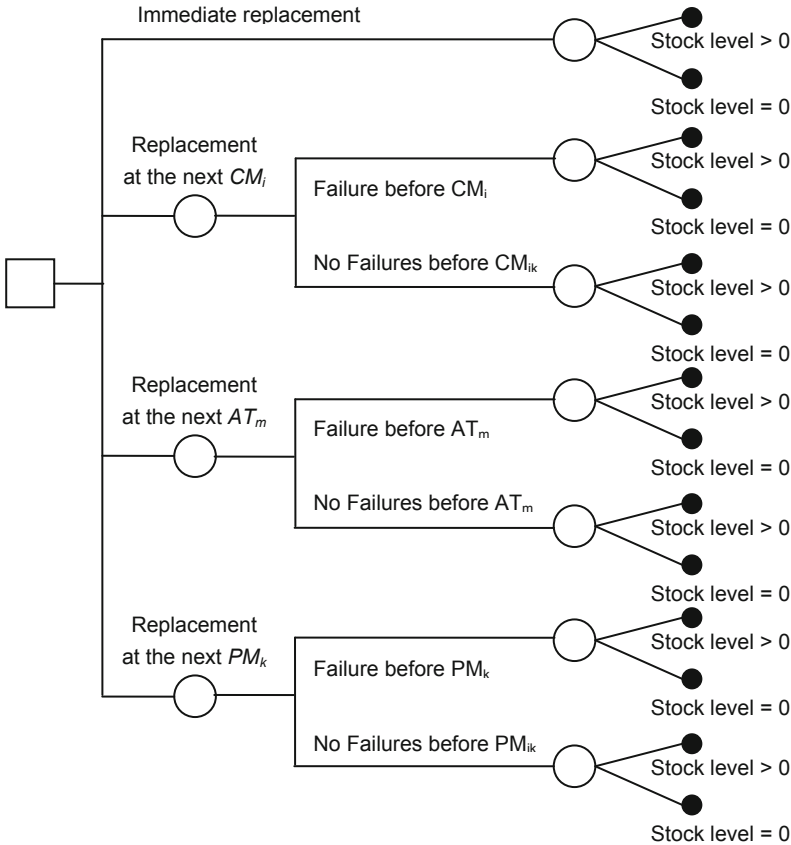 Immediate replacement
Stock level > 0
Stock level = 0
Replacement
at the next CMᵢ
Failure before CMᵢ
Stock level > 0
Stock level = 0
No Failures before CMᵢₖ
Stock level > 0
Stock level = 0
Replacement
at the next ATₘ
Failure before ATₘ
Stock level > 0
Stock level = 0
No Failures before ATₘ
Stock level > 0
Stock level = 0
Replacement
at the next PMₖ
Failure before PMₖ
Stock level > 0
Stock level = 0
No Failures before PMᵢₖ
Stock level > 0
Stock level = 0